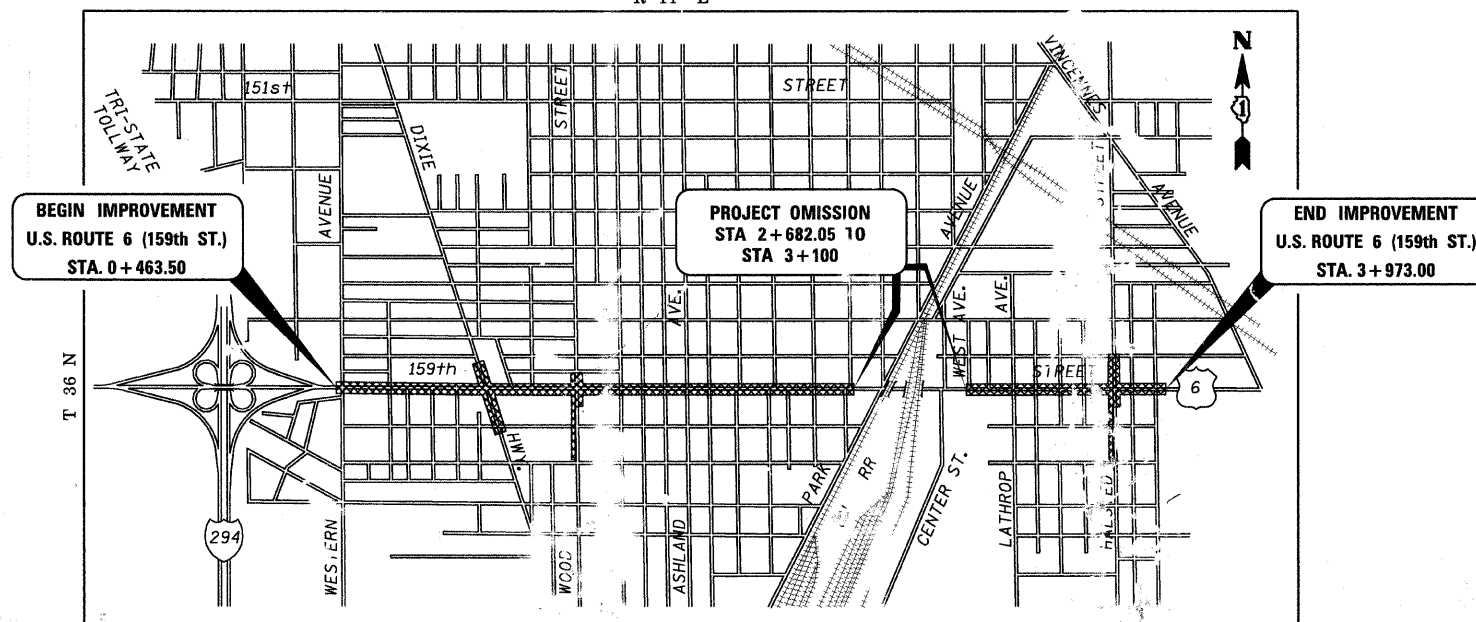 151st
STREET
STREET
VINCENNES
N
TRI-STATE
TOLLWAY
DIXIE
AVENUE
AVENUE
STREET
AVENUE
BEGIN IMPROVEMENT
U.S. ROUTE 6 (159th ST.)
STA. 0+463.50
PROJECT OMISSION
STA 2+682.05 TO
STA 3+100
END IMPROVEMENT
U.S. ROUTE 6 (159th ST.)
STA. 3+973.00
AVE.
WEST AVE.
AVE.
T 36 N
159th
STREET
6
HWY.
PARK
RR
CENTER ST.
LATHROP
HALSTED
294
WESTERN
WOOD
ASHLAND